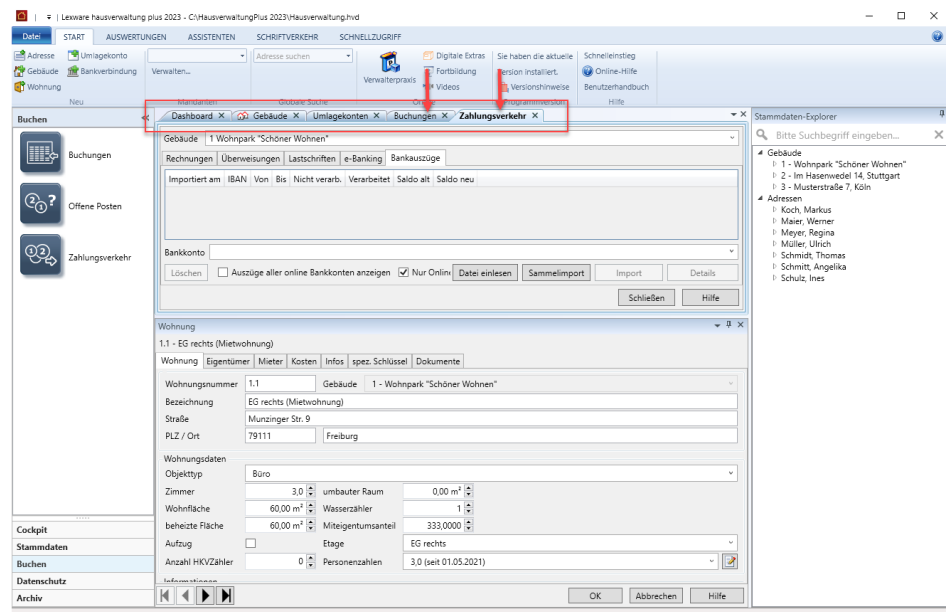 Lexware hausverwaltung plus 2023 - C:\HausverwaltungPlus 2023\Hausverwaltung.hvd
Datei START AUSWERTUNGEN ASSISTENTEN SCHRIFTVERKEHR SCHNELLZUGRIFF
Adresse Umlagekonto
Gebäude Bankverbindung
Wohnung
Neu
Verwalten...
Mandanten
Adresse suchen
Globale Suche
Verwalterpraxis
Digitale Extras
Fortbildung
Videos
Sie haben die aktuelle
Version installiert.
Versionshinweise
Programmversion
Schnelleinstieg
Online-Hilfe
Benutzerhandbuch
Hilfe
Buchen
Buchungen
Offene Posten
Zahlungsverkehr
Cockpit
Stammdaten
Buchen
Datenschutz
Archiv
Dashboard Gebäude Umlagekonten Buchungen Zahlungsverkehr
Gebäude 1 Wohnpark "Schöner Wohnen"
Rechnungen Überweisungen Lastschriften e-Banking Bankauszüge
Importiert am IBAN Von Bis Nicht verarb. Verarbeitet Saldo alt Saldo neu
Bankkonto
Löschen Auszüge aller online Bankkonten anzeigen Nur Onlin Datei einlesen Sammelimport Import Details
Schließen Hilfe
Wohnung
1.1 - EG rechts (Mietwohnung)
Wohnung Eigentümer Mieter Kosten Infos spez. Schlüssel Dokumente
Wohnungsnummer 1.1 Gebäude 1 - Wohnpark "Schöner Wohnen"
Bezeichnung EG rechts (Mietwohnung)
Straße Munzinger Str. 9
PLZ / Ort 79111 Freiburg
Wohnungsdaten
Objekttyp Büro
Zimmer 3,0 umbauter Raum 0,00 m²
Wohnfläche 60,00 m² Wasserzähler 1
beheizte Fläche 60,00 m² Miteigentumsanteil 333,0000
Aufzug Etage EG rechts
Anzahl HKVZähler 0 Personenzahlen 3,0 (seit 01.05.2021)
Informationen
OK Abbrechen Hilfe
Stammdaten-Explorer
Bitte Suchbegriff eingeben...
Gebäude
1 - Wohnpark "Schöner Wohnen"
2 - Im Hasenwedel 14, Stuttgart
3 - Musterstraße 7, Köln
Adressen
Koch, Markus
Maier, Werner
Meyer, Regina
Müller, Ulrich
Schmidt, Thomas
Schmitt, Angelika
Schulz, Ines